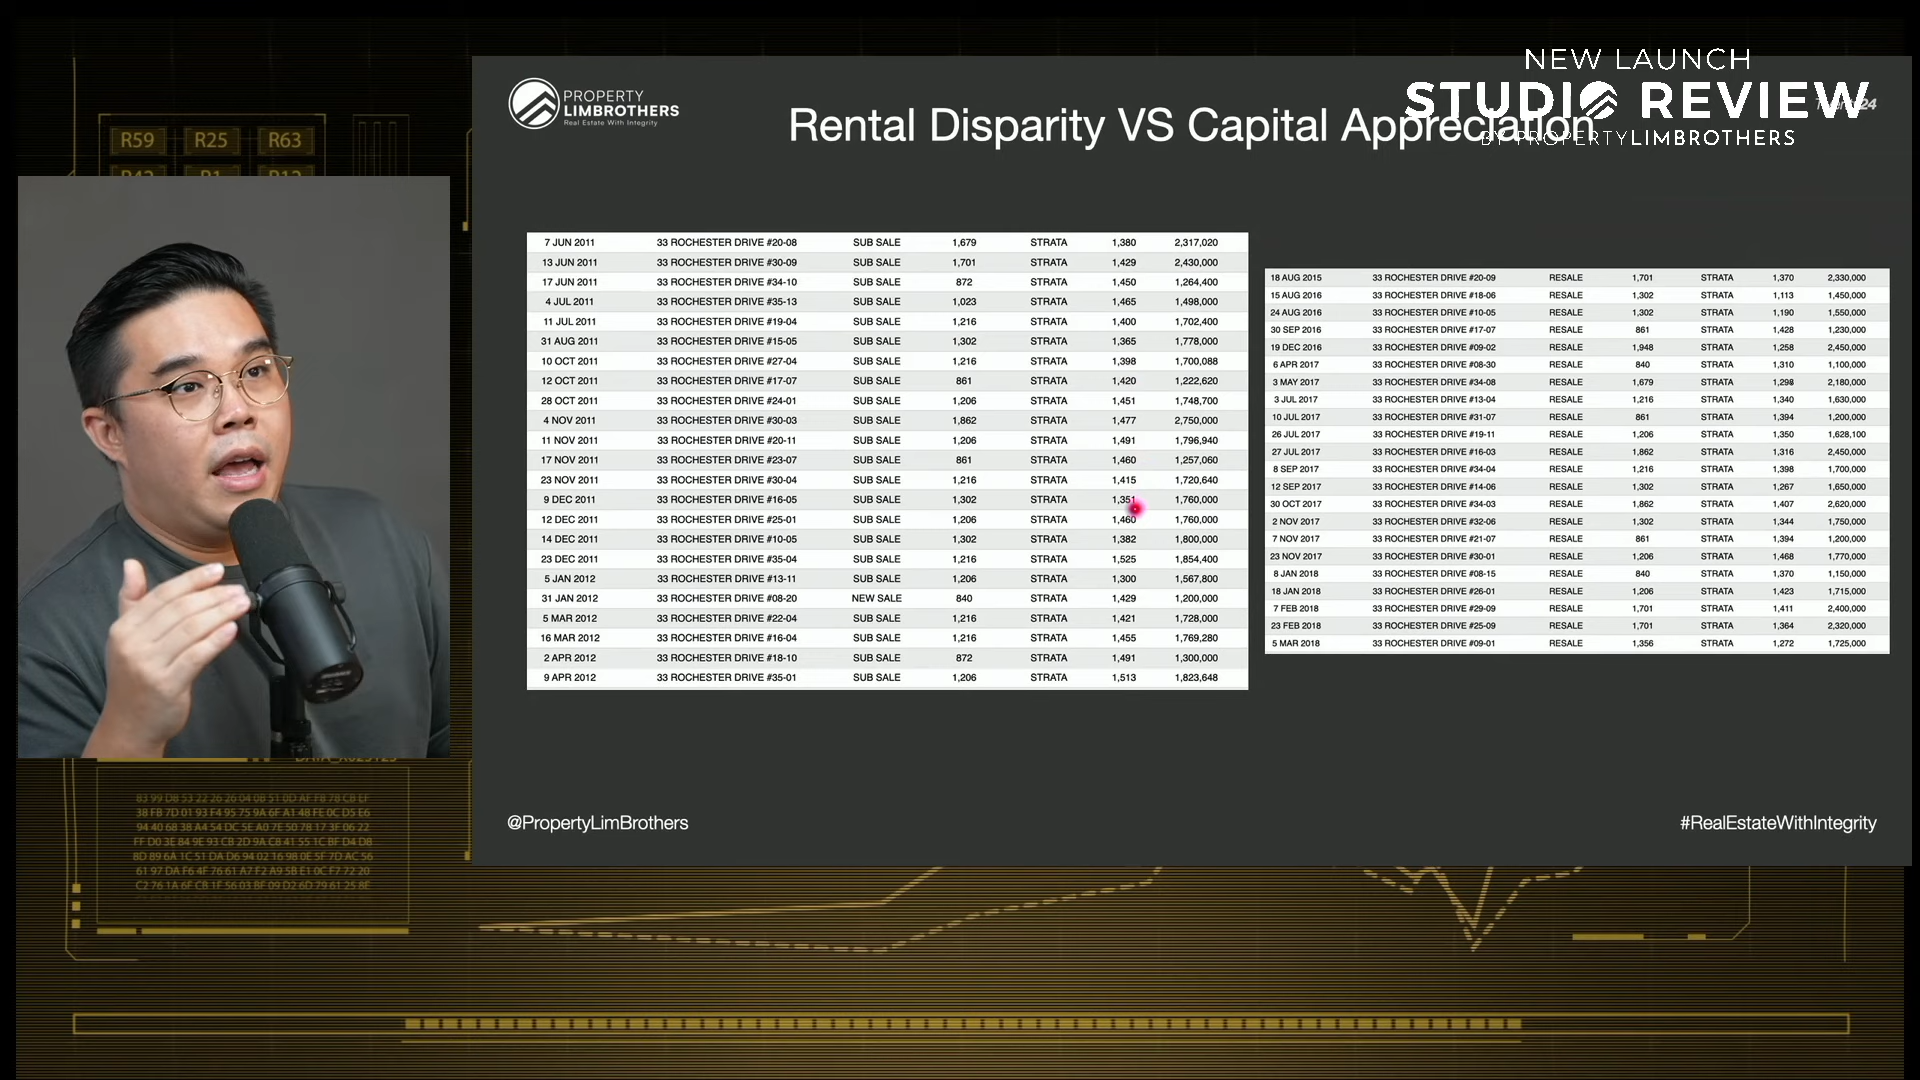 NEW LAUNCH
STUDIO REVIEW
BY PROPERTYLIMBROTHERS
PROPERTY
LIMBROTHERS
Real Estate With Integrity
Rental Disparity VS Capital Appreciation
R59 R25 R63
7 JUN 2011 33 ROCHESTER DRIVE #20-08 SUB SALE 1,679 STRATA 1,380 2,317,020
13 JUN 2011 33 ROCHESTER DRIVE #30-09 SUB SALE 1,701 STRATA 1,429 2,430,000
17 JUN 2011 33 ROCHESTER DRIVE #34-10 SUB SALE 872 STRATA 1,450 1,264,400
4 JUL 2011 33 ROCHESTER DRIVE #35-13 SUB SALE 1,023 STRATA 1,465 1,498,000
11 JUL 2011 33 ROCHESTER DRIVE #19-04 SUB SALE 1,216 STRATA 1,400 1,702,400
31 AUG 2011 33 ROCHESTER DRIVE #15-05 SUB SALE 1,302 STRATA 1,365 1,778,000
10 OCT 2011 33 ROCHESTER DRIVE #27-04 SUB SALE 1,216 STRATA 1,398 1,700,088
12 OCT 2011 33 ROCHESTER DRIVE #17-07 SUB SALE 861 STRATA 1,420 1,222,620
28 OCT 2011 33 ROCHESTER DRIVE #24-01 SUB SALE 1,206 STRATA 1,451 1,748,700
4 NOV 2011 33 ROCHESTER DRIVE #30-03 SUB SALE 1,862 STRATA 1,477 2,750,000
11 NOV 2011 33 ROCHESTER DRIVE #20-11 SUB SALE 1,206 STRATA 1,491 1,796,940
17 NOV 2011 33 ROCHESTER DRIVE #23-07 SUB SALE 861 STRATA 1,460 1,257,060
23 NOV 2011 33 ROCHESTER DRIVE #30-04 SUB SALE 1,216 STRATA 1,415 1,720,640
9 DEC 2011 33 ROCHESTER DRIVE #16-05 SUB SALE 1,302 STRATA 1,351 1,760,000
12 DEC 2011 33 ROCHESTER DRIVE #25-01 SUB SALE 1,206 STRATA 1,460 1,760,000
14 DEC 2011 33 ROCHESTER DRIVE #10-05 SUB SALE 1,302 STRATA 1,382 1,800,000
23 DEC 2011 33 ROCHESTER DRIVE #35-04 SUB SALE 1,216 STRATA 1,525 1,854,400
5 JAN 2012 33 ROCHESTER DRIVE #13-11 SUB SALE 1,206 STRATA 1,300 1,567,800
31 JAN 2012 33 ROCHESTER DRIVE #08-20 NEW SALE 840 STRATA 1,429 1,200,000
5 MAR 2012 33 ROCHESTER DRIVE #22-04 SUB SALE 1,216 STRATA 1,421 1,728,000
16 MAR 2012 33 ROCHESTER DRIVE #16-04 SUB SALE 1,216 STRATA 1,455 1,769,280
2 APR 2012 33 ROCHESTER DRIVE #18-10 SUB SALE 872 STRATA 1,491 1,300,000
9 APR 2012 33 ROCHESTER DRIVE #35-01 SUB SALE 1,206 STRATA 1,513 1,823,648
18 AUG 2015 33 ROCHESTER DRIVE #20-09 RESALE 1,701 STRATA 1,370 2,330,000
15 AUG 2016 33 ROCHESTER DRIVE #18-06 RESALE 1,302 STRATA 1,113 1,450,000
24 AUG 2016 33 ROCHESTER DRIVE #10-05 RESALE 1,302 STRATA 1,190 1,550,000
30 SEP 2016 33 ROCHESTER DRIVE #17-07 RESALE 861 STRATA 1,428 1,230,000
19 DEC 2016 33 ROCHESTER DRIVE #09-02 RESALE 1,948 STRATA 1,258 2,450,000
6 APR 2017 33 ROCHESTER DRIVE #08-30 RESALE 840 STRATA 1,310 1,100,000
3 MAY 2017 33 ROCHESTER DRIVE #34-08 RESALE 1,679 STRATA 1,298 2,180,000
3 JUL 2017 33 ROCHESTER DRIVE #13-04 RESALE 1,216 STRATA 1,340 1,630,000
10 JUL 2017 33 ROCHESTER DRIVE #31-07 RESALE 861 STRATA 1,394 1,200,000
26 JUL 2017 33 ROCHESTER DRIVE #19-11 RESALE 1,206 STRATA 1,350 1,628,100
27 JUL 2017 33 ROCHESTER DRIVE #16-03 RESALE 1,862 STRATA 1,316 2,450,000
8 SEP 2017 33 ROCHESTER DRIVE #34-04 RESALE 1,216 STRATA 1,398 1,700,000
12 SEP 2017 33 ROCHESTER DRIVE #14-06 RESALE 1,302 STRATA 1,267 1,650,000
30 OCT 2017 33 ROCHESTER DRIVE #34-03 RESALE 1,862 STRATA 1,407 2,620,000
2 NOV 2017 33 ROCHESTER DRIVE #32-06 RESALE 1,302 STRATA 1,344 1,750,000
7 NOV 2017 33 ROCHESTER DRIVE #21-07 RESALE 861 STRATA 1,394 1,200,000
23 NOV 2017 33 ROCHESTER DRIVE #30-01 RESALE 1,206 STRATA 1,468 1,770,000
8 JAN 2018 33 ROCHESTER DRIVE #08-15 RESALE 840 STRATA 1,370 1,150,000
18 JAN 2018 33 ROCHESTER DRIVE #26-01 RESALE 1,206 STRATA 1,423 1,715,000
7 FEB 2018 33 ROCHESTER DRIVE #29-09 RESALE 1,701 STRATA 1,411 2,400,000
23 FEB 2018 33 ROCHESTER DRIVE #25-09 RESALE 1,701 STRATA 1,364 2,320,000
5 MAR 2018 33 ROCHESTER DRIVE #09-01 RESALE 1,356 STRATA 1,272 1,725,000
@PropertyLimBrothers
#RealEstateWithIntegrity